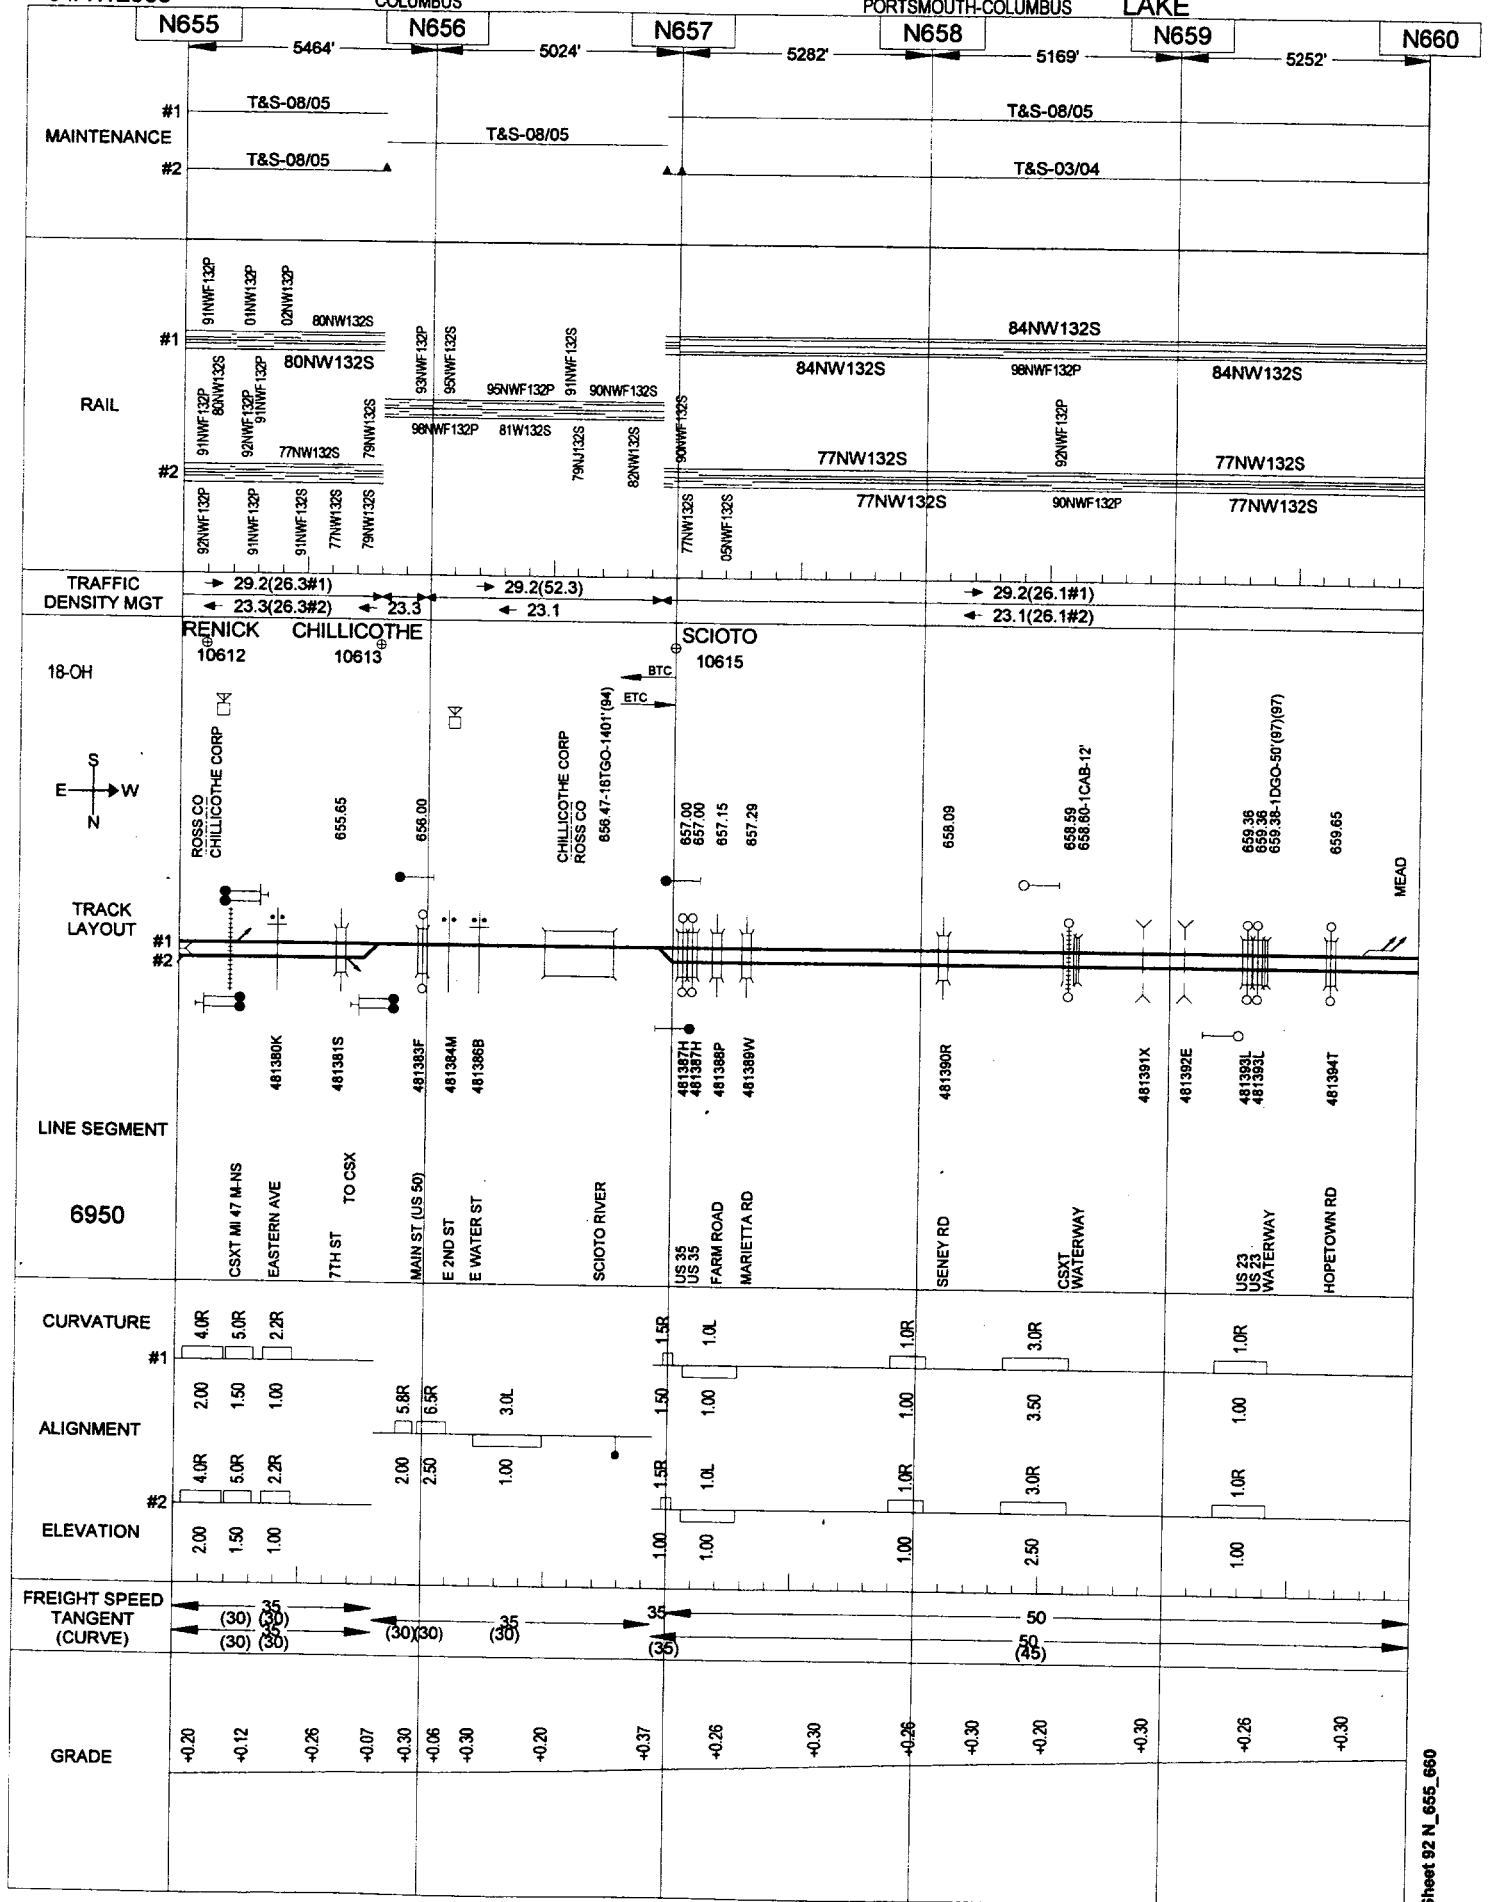 COLUMBUS
PORTSMOUTH-COLUMBUS
LAKE
N655
N656
N657
N658
N659
N660
5464'
5024'
5282'
5169'
5252'
MAINTENANCE
#1
T&S-08/05
T&S-08/05
T&S-08/05
#2
T&S-08/05
T&S-03/04
RAIL
#1
91NWF132P
01NW132P
02NW132P
80NW132S
80NW132S
84NW132S
84NW132S
98NWF132P
84NW132S
93NWF132P
95NWF132S
95NWF132P
91NWF132S
90NWF132S
98NWF132P
81W132S
79NJ132S
82NW132S
#2
91NWF132P
80NW132S
92NWF132P
91NWF132P
77NW132S
79NW132S
92NWF132P
91NWF132P
91NWF132S
77NW132S
79NW132S
90NWF132S
77NW132S
92NWF132P
77NW132S
77NW132S
05NWF132S
77NW132S
90NWF132P
77NW132S
TRAFFIC
DENSITY MGT
29.2(26.3#1)
29.2(52.3)
29.2(26.1#1)
23.3(26.3#2)
23.3
23.1
23.1(26.1#2)
RENICK
CHILLICOTHE
SCIOTO
10612
10613
10615
18-OH
BTC
ETC
S
E
W
N
ROSS CO
CHILLICOTHE CORP
655.65
656.00
CHILLICOTHE CORP
ROSS CO
656.47-16TGO-1401'(94)
657.00
657.00
657.15
657.29
658.09
658.59
658.60-1CAB-12'
659.36
659.36
659.38-1DGO-50'(97)(97)
659.65
MEAD
TRACK
LAYOUT
#1
#2
481380K
481381S
481383F
481384M
481386B
481387H
481387H
481388P
481389W
481390R
481391X
481392E
481393L
481393L
481394T
LINE SEGMENT
6950
CSXT MI 47 M-NS
EASTERN AVE
7TH ST
TO CSX
MAIN ST (US 50)
E 2ND ST
E WATER ST
SCIOTO RIVER
US 35
US 35
FARM ROAD
MARIETTA RD
SENEY RD
CSXT
WATERWAY
US 23
US 23
WATERWAY
HOPETOWN RD
CURVATURE
#1
4.0R
5.0R
2.2R
1.5R
1.0L
1.0R
3.0R
1.0R
2.00
1.50
1.00
1.50
1.00
1.00
3.50
1.00
ALIGNMENT
5.8R
6.5R
3.0L
2.00
2.50
1.00
#2
4.0R
5.0R
2.2R
1.5R
1.0L
1.0R
3.0R
1.0R
ELEVATION
2.00
1.50
1.00
1.00
1.00
1.00
2.50
1.00
FREIGHT SPEED
TANGENT
(CURVE)
35
(30) (30)
35
(30) (30)
35
(30)(30)
(30)
35
50
(35)
50
(45)
GRADE
+0.20
+0.12
+0.26
+0.07
+0.30
+0.06
+0.30
+0.20
+0.37
+0.26
+0.30
+0.26
+0.30
+0.20
+0.30
+0.26
+0.30
Sheet 92 N_655_660